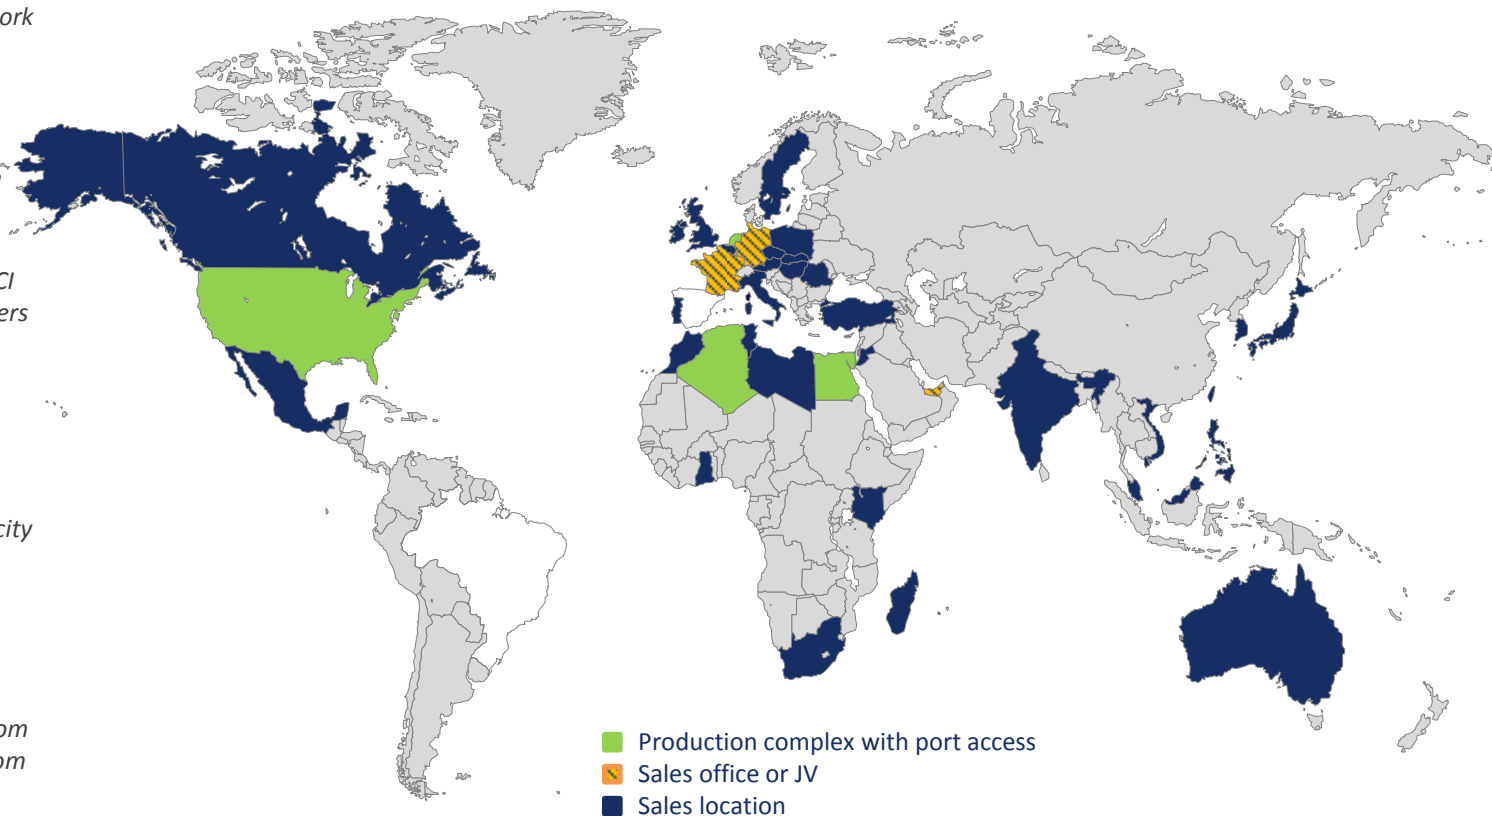 ork
CI
ers
city
om
om
Production complex with port access
Sales office or JV
Sales location